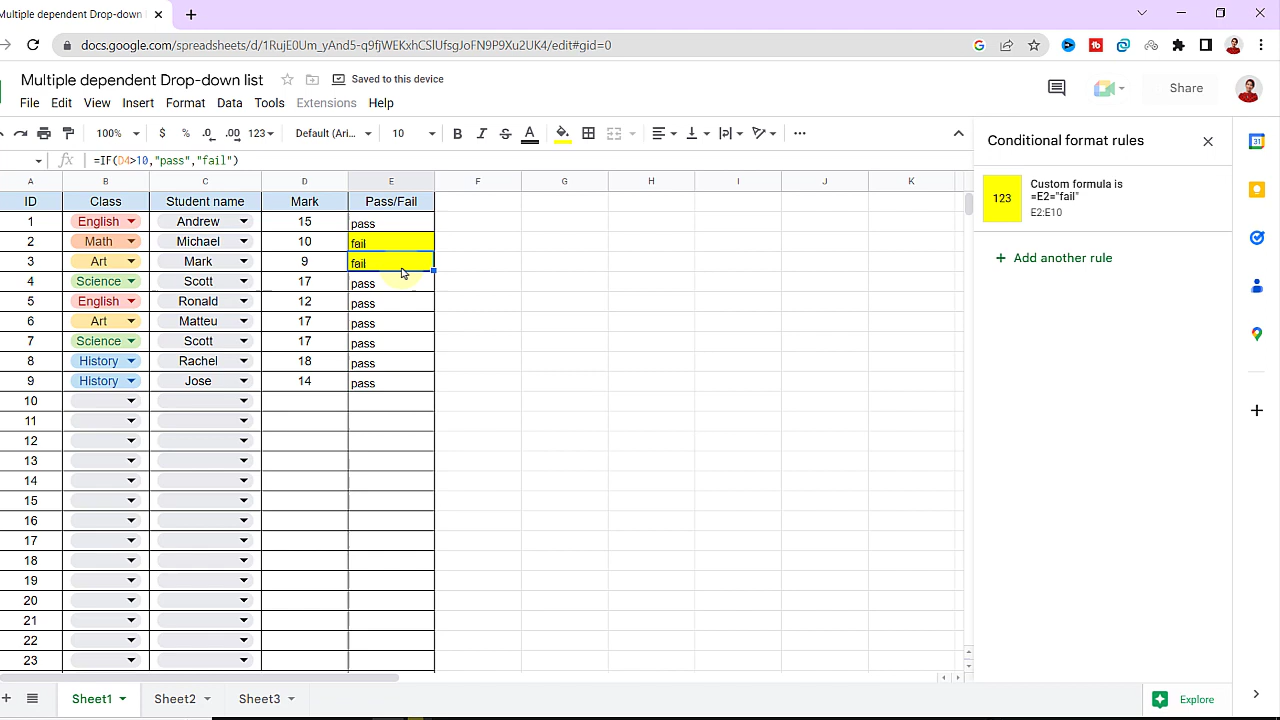 Multiple dependent Drop-down
docs.google.com/spreadsheets/d/1RujE0Um_yAnd5-q9fjWEKxhCSlUfsgJoFN9P9Xu2UK4/edit#gid=0
Multiple dependent Drop-down list
Saved to this device
Share
File Edit View Insert Format Data Tools Extensions Help
100% $ % .0 .00 123 Default (Ari... 10 B I S A
fx =IF(D4>10,"pass","fail")
Conditional format rules
123
Custom formula is
=E2="fail"
E2:E10
+ Add another rule
A B C D E F G H I J K
ID Class Student name Mark Pass/Fail
1 English Andrew 15 pass
2 Math Michael 10 fail
3 Art Mark 9 fail
4 Science Scott 17 pass
5 English Ronald 12 pass
6 Art Matteu 17 pass
7 Science Scott 17 pass
8 History Rachel 18 pass
9 History Jose 14 pass
10
11
12
13
14
15
16
17
18
19
20
21
22
23
Sheet1 Sheet2 Sheet3
Explore
31